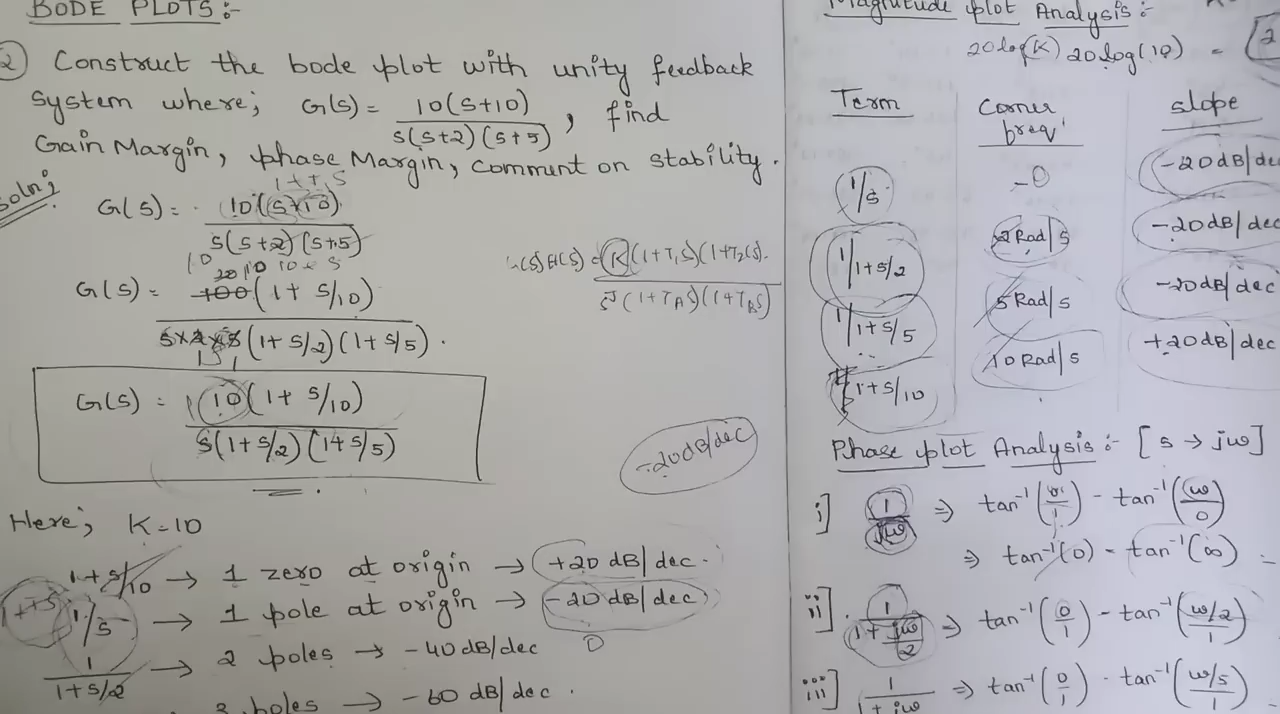 BODE PLOTS :-
2) Construct the bode plot with unity feedback
system where; G(s) = 10(s+10) / s(s+2)(s+5), find
Gain Margin, phase Margin, comment on stability.
Soln;
1+T S
G(s) = 10(s+10) / s(s+2)(s+5)
G(s) = 100 (1 + s/10) / (1+s/2)(1+s/5).
G(s) = 10(1+ s/10) / s(1+s/2)(1+s/5)
Here; K=10
1+s/10 → 1 zero at origin → +20 dB/dec.
1/s → 1 pole at origin → -20 dB/dec
1/1+s/2 → 2 poles → -40 dB/dec
3 poles → -60 dB/dec.
G(s)H(s) = K(1+T1S)(1+T2(S). / S^J(1+TAS)(1+TBS)
-20dB/dec
Magnitude plot Analysis :-
20log(K) 20log(10) = 2
Term Corner freq' slope
1/s -0 -20dB/dec
1/1+s/2 2Rad/s -20dB/dec
1/1+s/5 5Rad/s -20dB/dec
1+s/10 10Rad/s +20dB/dec
Phase plot Analysis :- [s → jω]
i] 1/jω ⇒ tan⁻¹(0/1) - tan⁻¹(ω/0)
⇒ tan⁻¹(0) - tan⁻¹(∞) =
ii]. 1/1+jω/2 ⇒ tan⁻¹(0/1) - tan⁻¹(ω/2/1)
iii] 1/1+jω ⇒ tan⁻¹(0/1) - tan⁻¹(ω/5/1)